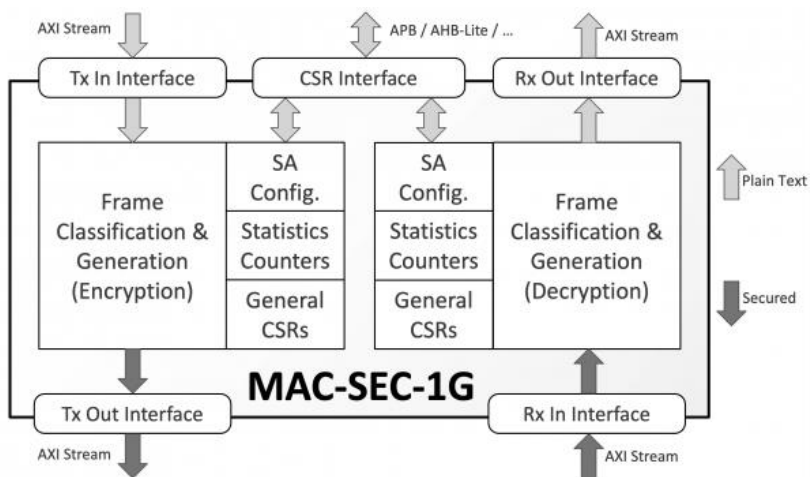 AXI Stream
APB / AHB-Lite / ...
AXI Stream
Tx In Interface
CSR Interface
Rx Out Interface
Frame
Classification &
Generation
(Encryption)
SA
Config.
Statistics
Counters
General
CSRs
SA
Config.
Statistics
Counters
General
CSRs
Frame
Classification &
Generation
(Decryption)
Plain Text
Secured
MAC-SEC-1G
Tx Out Interface
Rx In Interface
AXI Stream
AXI Stream